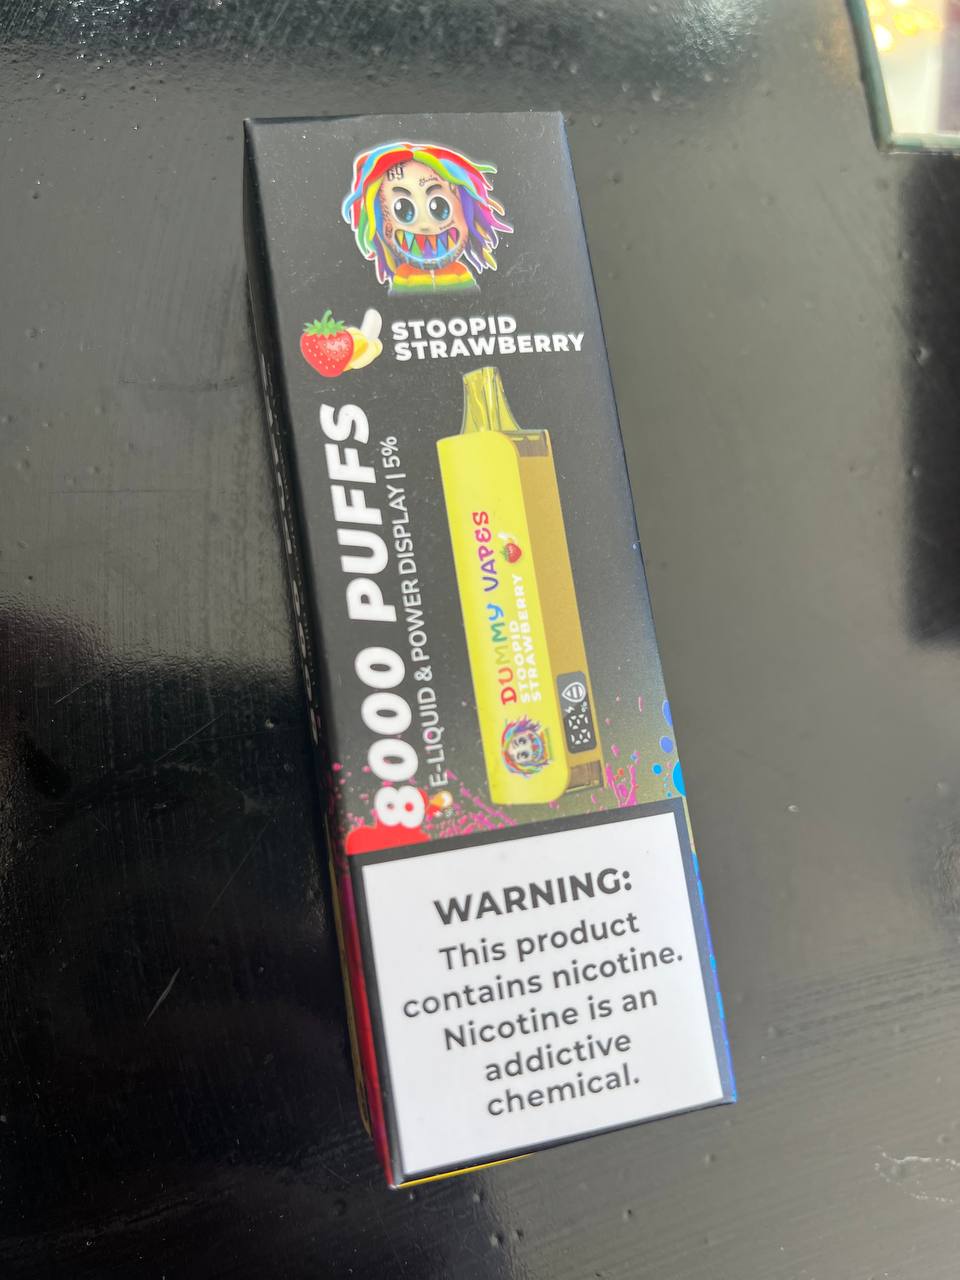 69
STOOPID
STRAWBERRY
8000 PUFFS
E-LIQUID & POWER DISPLAY | 5%
DUMMY VAPES
STOOPID
STRAWBERRY
WARNING:
This product
contains nicotine.
Nicotine is an
addictive
chemical.